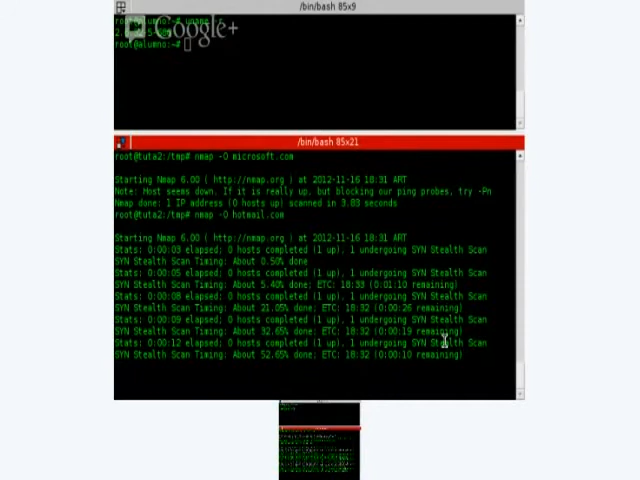 /bin/bash 85x9
Google+
root@alumno:~#
/bin/bash 85x21
root@tuta2:/tmp# nmap -O microsoft.com
Starting Nmap 6.00 ( http://nmap.org ) at 2012-11-16 18:31 ART
Note: Host seems down. If it is really up, but blocking our ping probes, try -Pn
Nmap done: 1 IP address (0 hosts up) scanned in 3.83 seconds
root@tuta2:/tmp# nmap -O hotmail.com
Starting Nmap 6.00 ( http://nmap.org ) at 2012-11-16 18:31 ART
Stats: 0:00:03 elapsed; 0 hosts completed (1 up), 1 undergoing SYN Stealth Scan
SYN Stealth Scan Timing: About 0.50% done
Stats: 0:00:05 elapsed; 0 hosts completed (1 up), 1 undergoing SYN Stealth Scan
SYN Stealth Scan Timing: About 5.40% done; ETC: 18:33 (0:01:10 remaining)
Stats: 0:00:08 elapsed; 0 hosts completed (1 up), 1 undergoing SYN Stealth Scan
SYN Stealth Scan Timing: About 21.05% done; ETC: 18:32 (0:00:26 remaining)
Stats: 0:00:09 elapsed; 0 hosts completed (1 up), 1 undergoing SYN Stealth Scan
SYN Stealth Scan Timing: About 32.65% done; ETC: 18:32 (0:00:19 remaining)
Stats: 0:00:12 elapsed; 0 hosts completed (1 up), 1 undergoing SYN Stealth Scan
SYN Stealth Scan Timing: About 52.65% done; ETC: 18:32 (0:00:10 remaining)